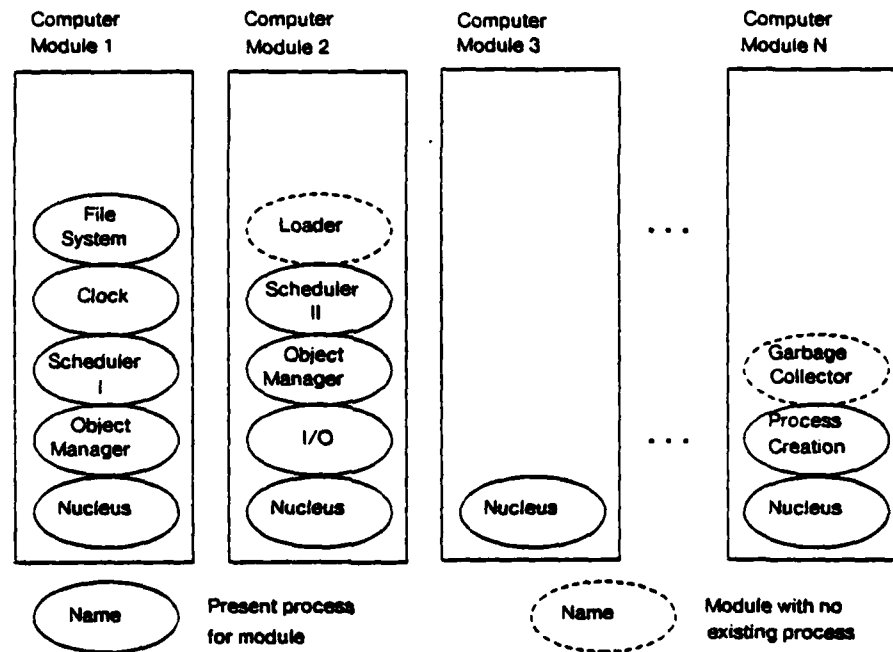 Computer
Module 1
Computer
Module 2
Computer
Module 3
Computer
Module N
File
System
Clock
Scheduler
I
Object
Manager
Nucleus
Loader
Scheduler
II
Object
Manager
I/O
Nucleus
Nucleus
. . .
. . .
Garbage
Collector
Process
Creation
Nucleus
Name
Present process
for module
Name
Module with no
existing process